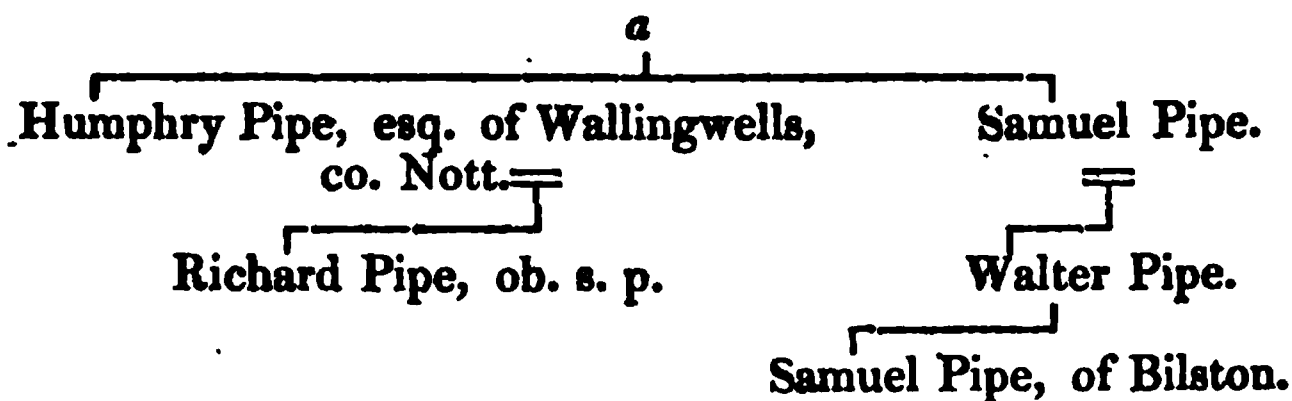 a
Humphry Pipe, esq. of Wallingwells,
co. Nott.
Samuel Pipe.
Richard Pipe, ob. s. p.
Walter Pipe.
Samuel Pipe, of Bilston.